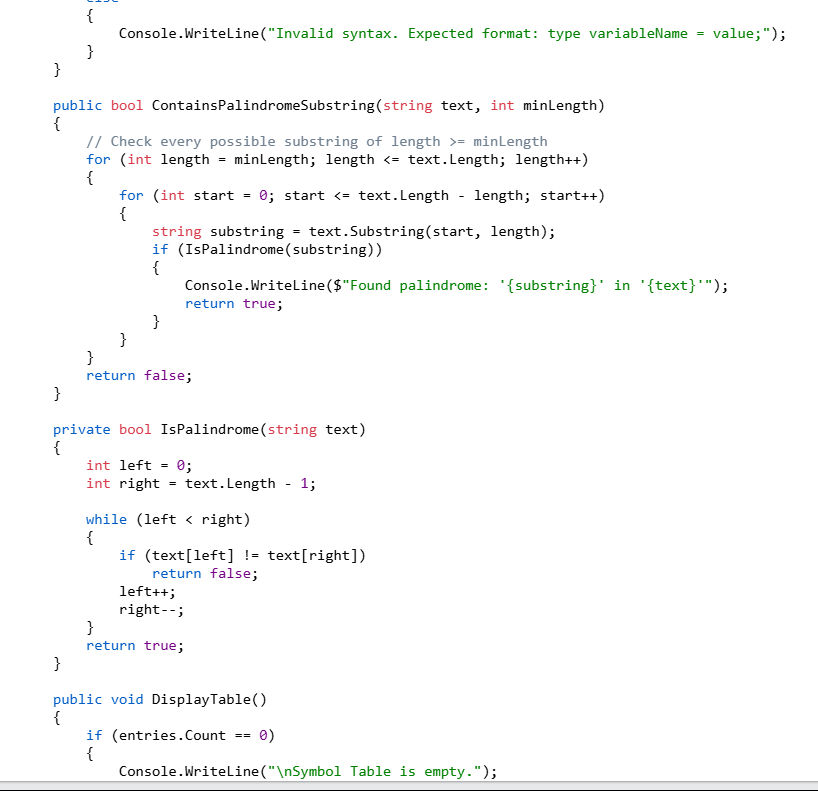 else
    {
        Console.WriteLine("Invalid syntax. Expected format: type variableName = value;");
    }
}

public bool ContainsPalindromeSubstring(string text, int minLength)
{
    // Check every possible substring of length >= minLength
    for (int length = minLength; length <= text.Length; length++)
    {
        for (int start = 0; start <= text.Length - length; start++)
        {
            string substring = text.Substring(start, length);
            if (IsPalindrome(substring))
            {
                Console.WriteLine($"Found palindrome: '{substring}' in '{text}'");
                return true;
            }
        }
    }
    return false;
}

private bool IsPalindrome(string text)
{
    int left = 0;
    int right = text.Length - 1;

    while (left < right)
    {
        if (text[left] != text[right])
            return false;
        left++;
        right--;
    }
    return true;
}

public void DisplayTable()
{
    if (entries.Count == 0)
    {
        Console.WriteLine("\nSymbol Table is empty.");